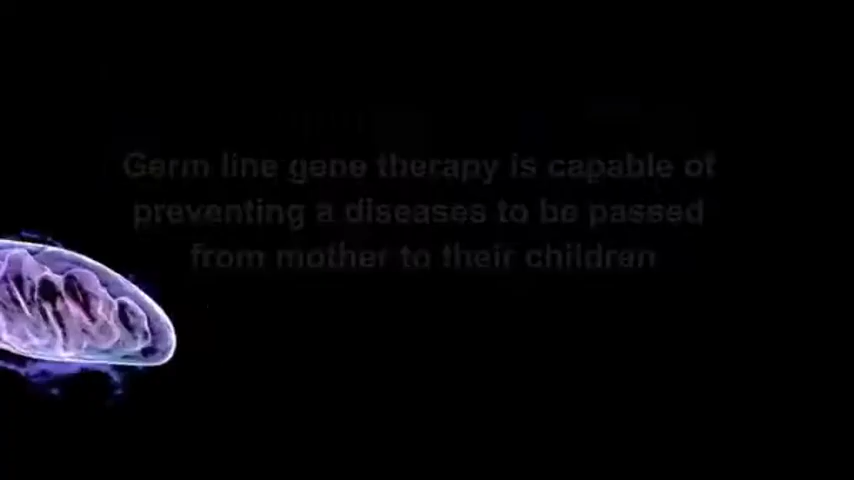 Germ line gene therapy is capable of
preventing a diseases to be passed
from mother to their children